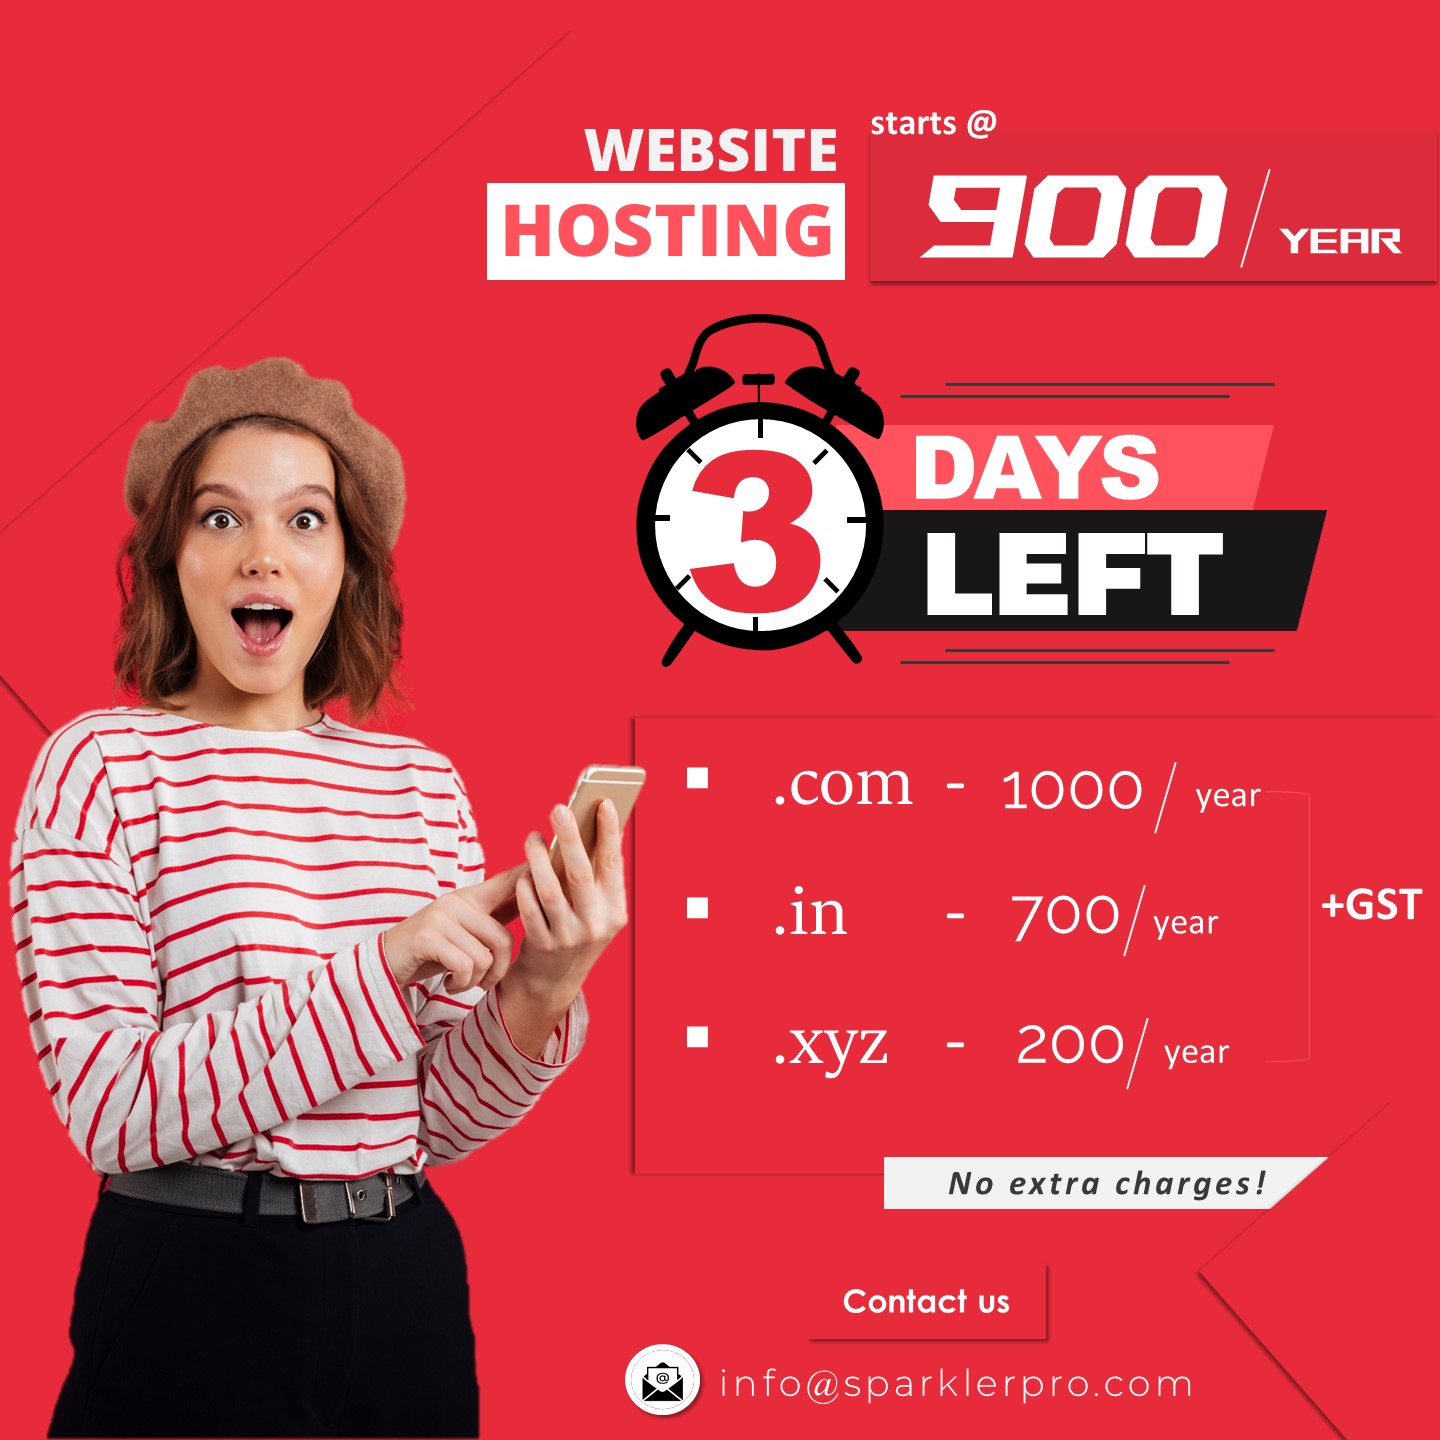 WEBSITE
HOSTING
starts @
900/ YEAR
3
DAYS
LEFT
.com - 1000/ year
.in - 700/ year
.xyz - 200/ year
+GST
No extra charges!
Contact us
@
info@sparklerpro.com